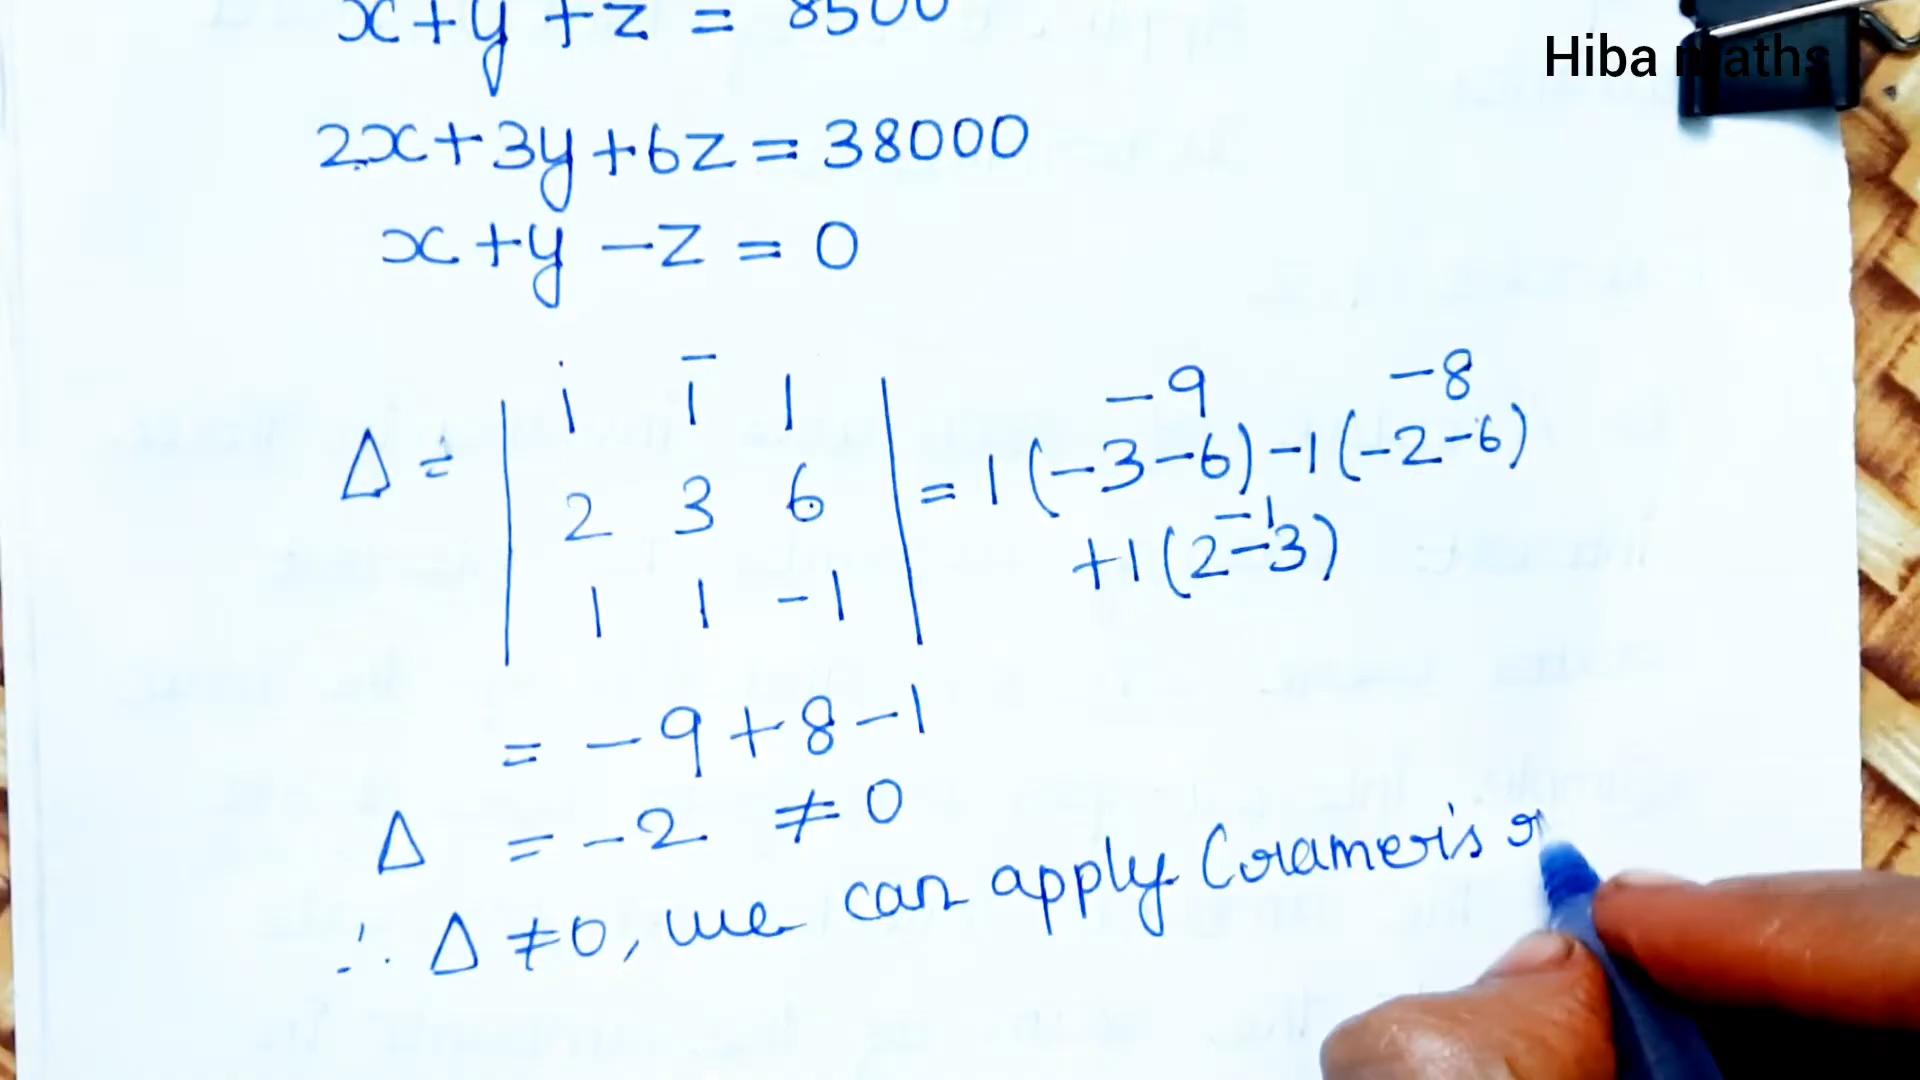 x+y+z = 8500
Hiba maths
2x+3y+6z = 38000
x+y-z = 0
Δ = | 1 1 1 | = 1(-3-6) -1(-2-6)
-9 -8
| 2 3 6 | +1(2-3)
-1
| 1 1 -1 |
= -9+8-1
Δ = -2 ≠ 0
∴ Δ ≠ 0, we can apply Cramer's